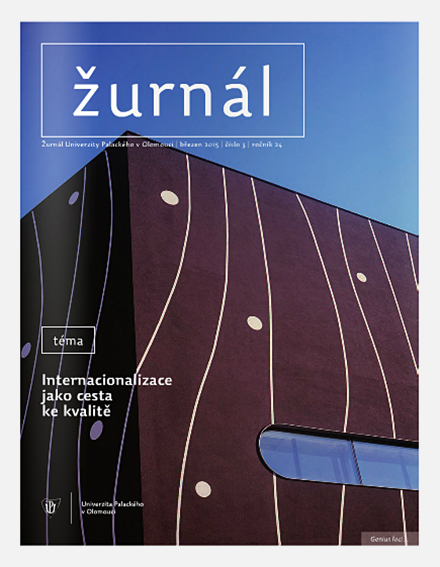 žurnál
Žurnál Univerzity Palackého v Olomouci | březen 2015 | číslo 3 | ročník 24
téma
Internacionalizace
jako cesta
ke kvalitě
Univerzita Palackého
v Olomouci
Genius loci